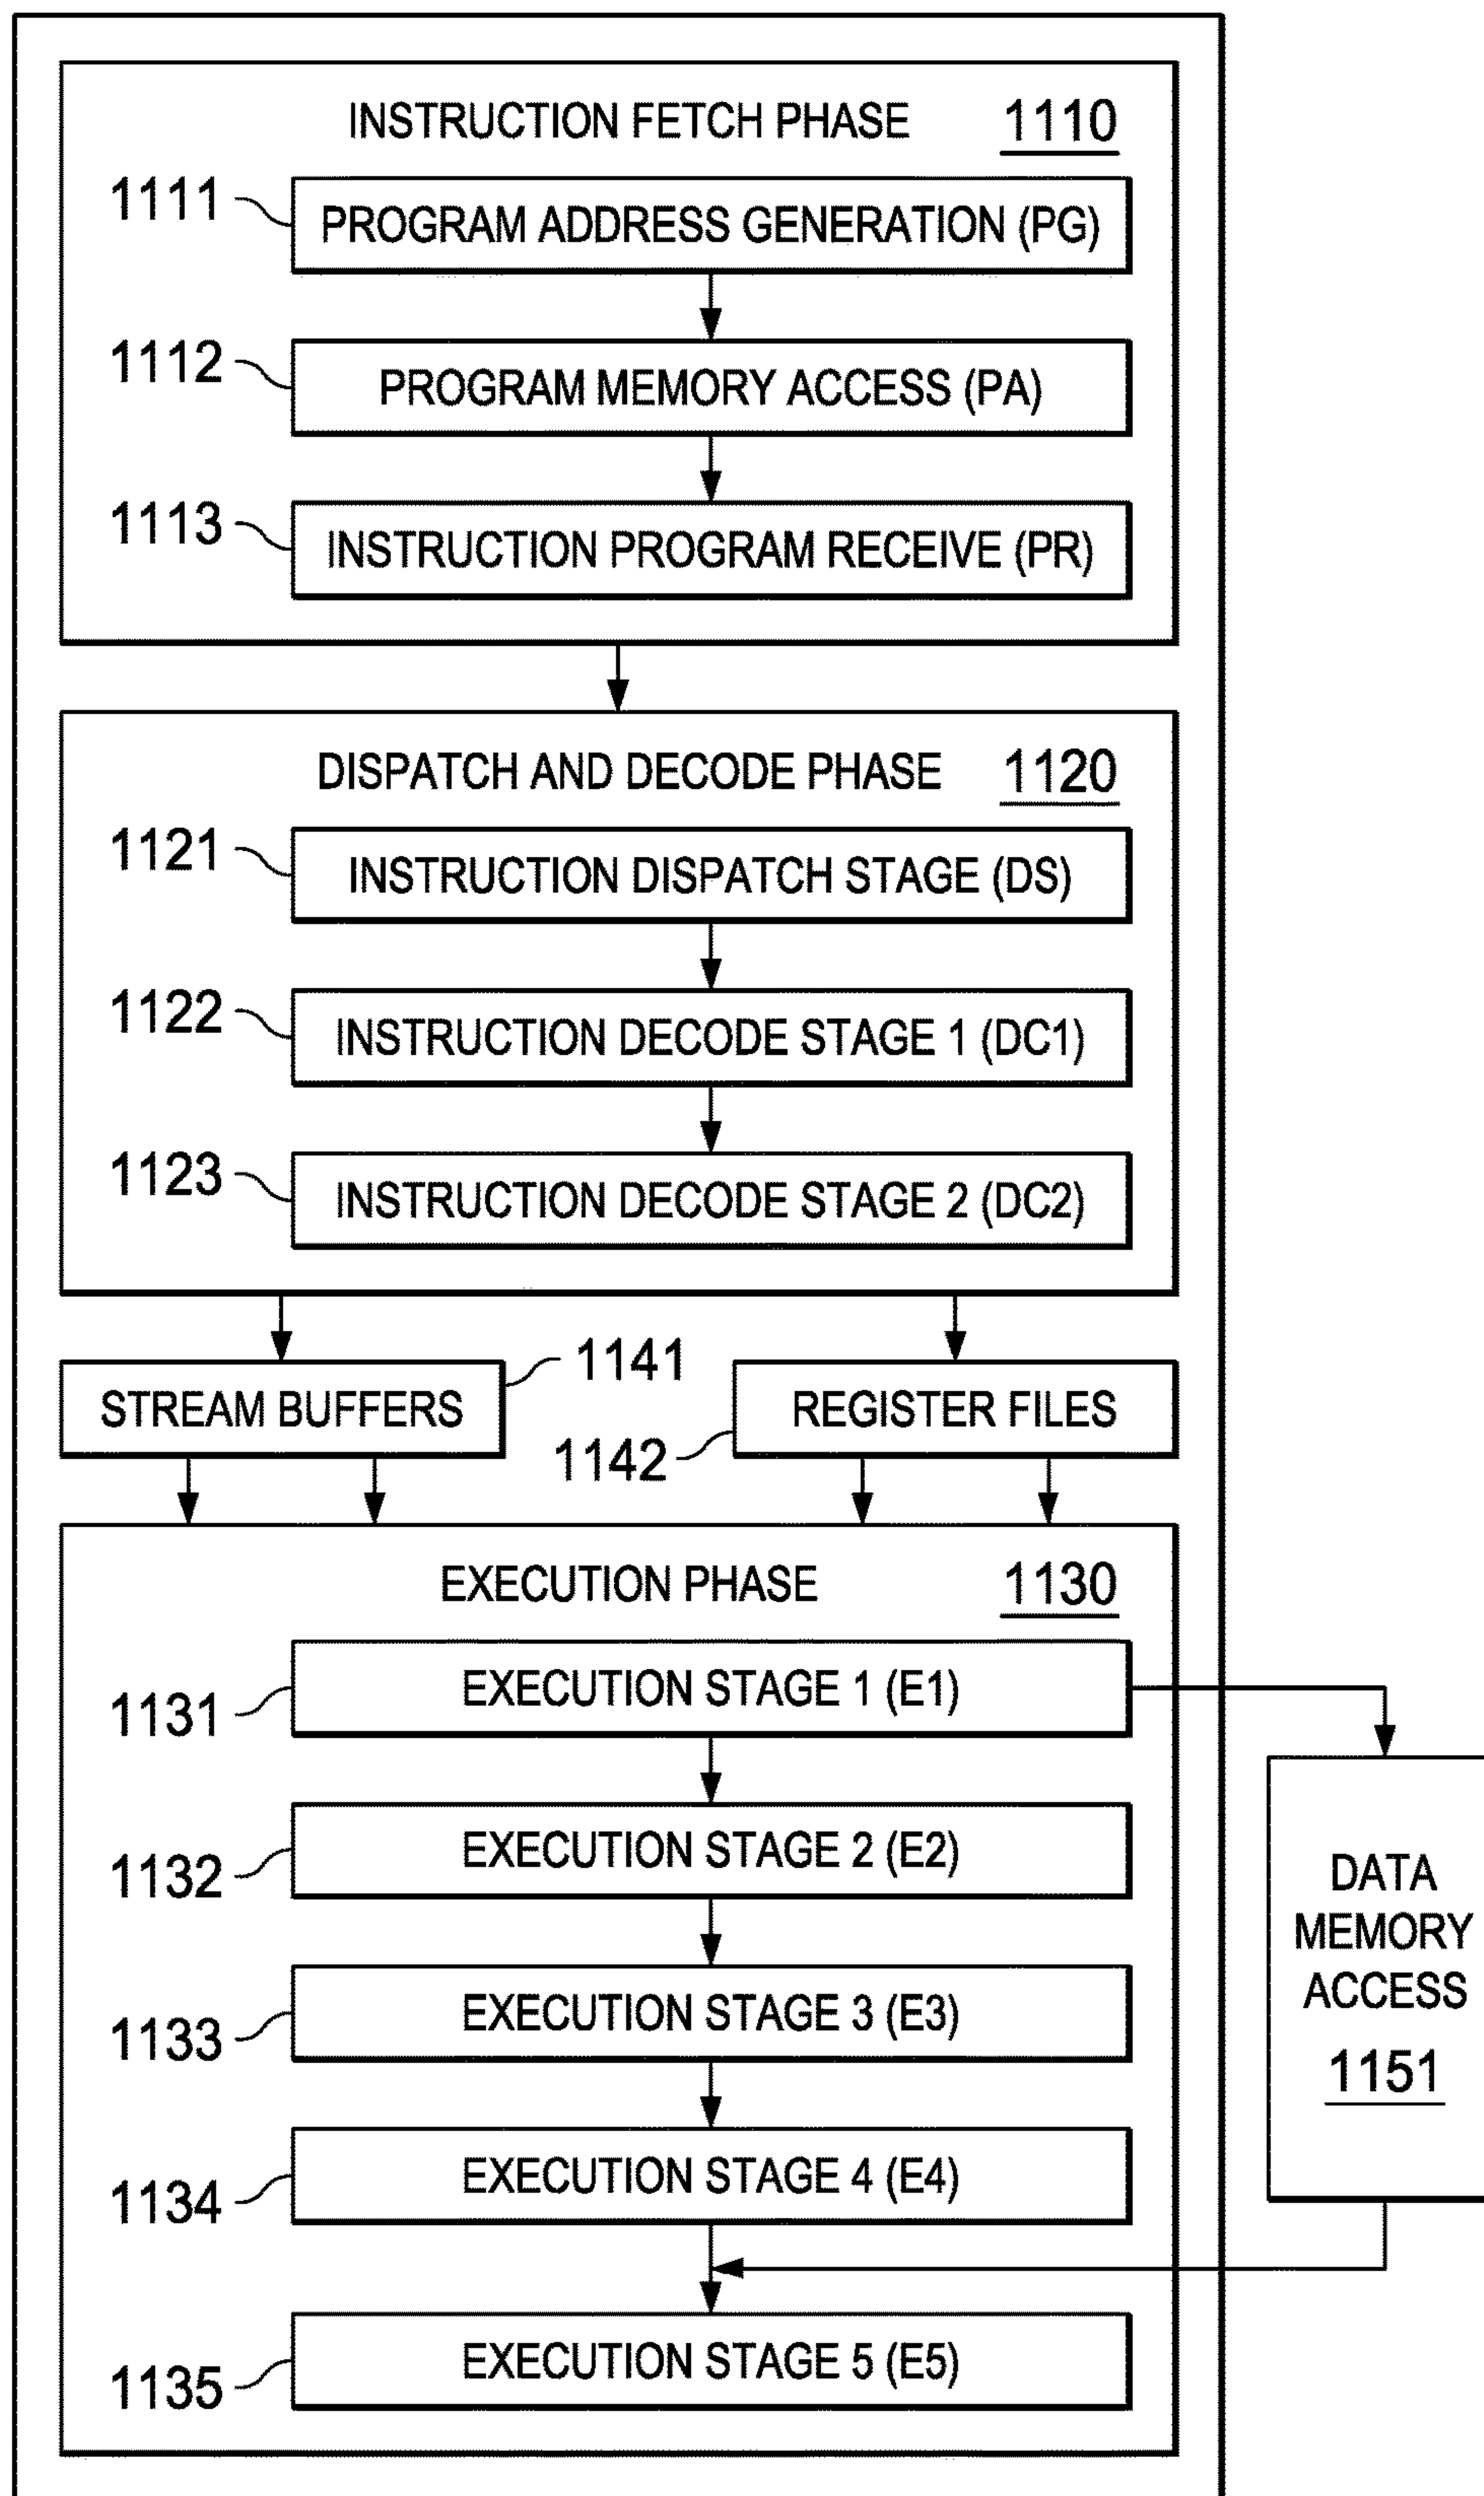 INSTRUCTION FETCH PHASE 1110
1111 PROGRAM ADDRESS GENERATION (PG)
1112 PROGRAM MEMORY ACCESS (PA)
1113 INSTRUCTION PROGRAM RECEIVE (PR)
DISPATCH AND DECODE PHASE 1120
1121 INSTRUCTION DISPATCH STAGE (DS)
1122 INSTRUCTION DECODE STAGE 1 (DC1)
1123 INSTRUCTION DECODE STAGE 2 (DC2)
STREAM BUFFERS 1141
1142 REGISTER FILES
EXECUTION PHASE 1130
1131 EXECUTION STAGE 1 (E1)
1132 EXECUTION STAGE 2 (E2)
1133 EXECUTION STAGE 3 (E3)
1134 EXECUTION STAGE 4 (E4)
1135 EXECUTION STAGE 5 (E5)
DATA
MEMORY
ACCESS
1151